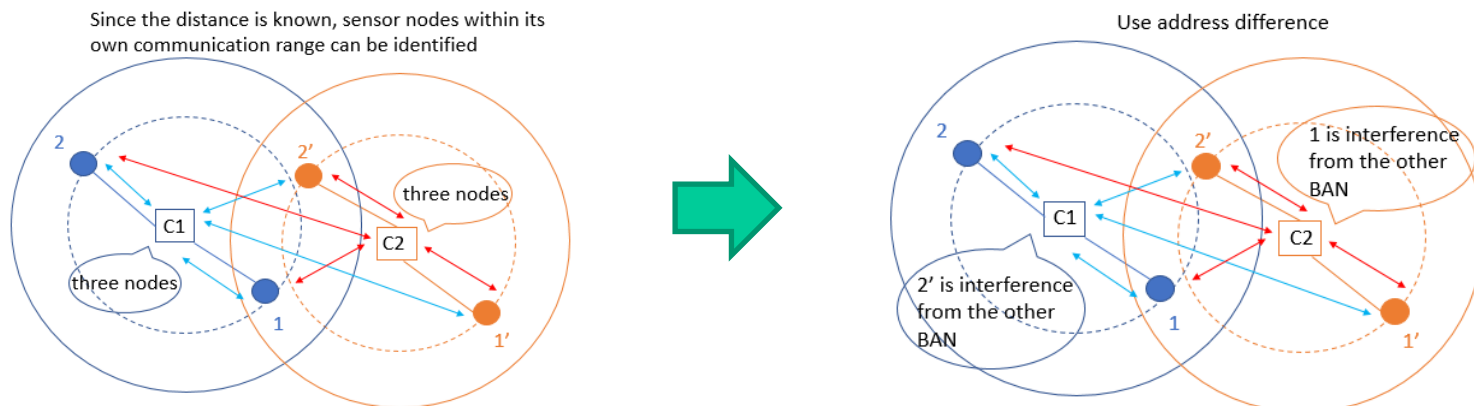 Since the distance is known, sensor nodes within its
own communication range can be identified
2
2’
three nodes
C1
C2
three nodes
1
1’
Use address difference
2
2’
1 is interference
from the other
BAN
C1
C2
2’ is interference
from the other
BAN
1
1’